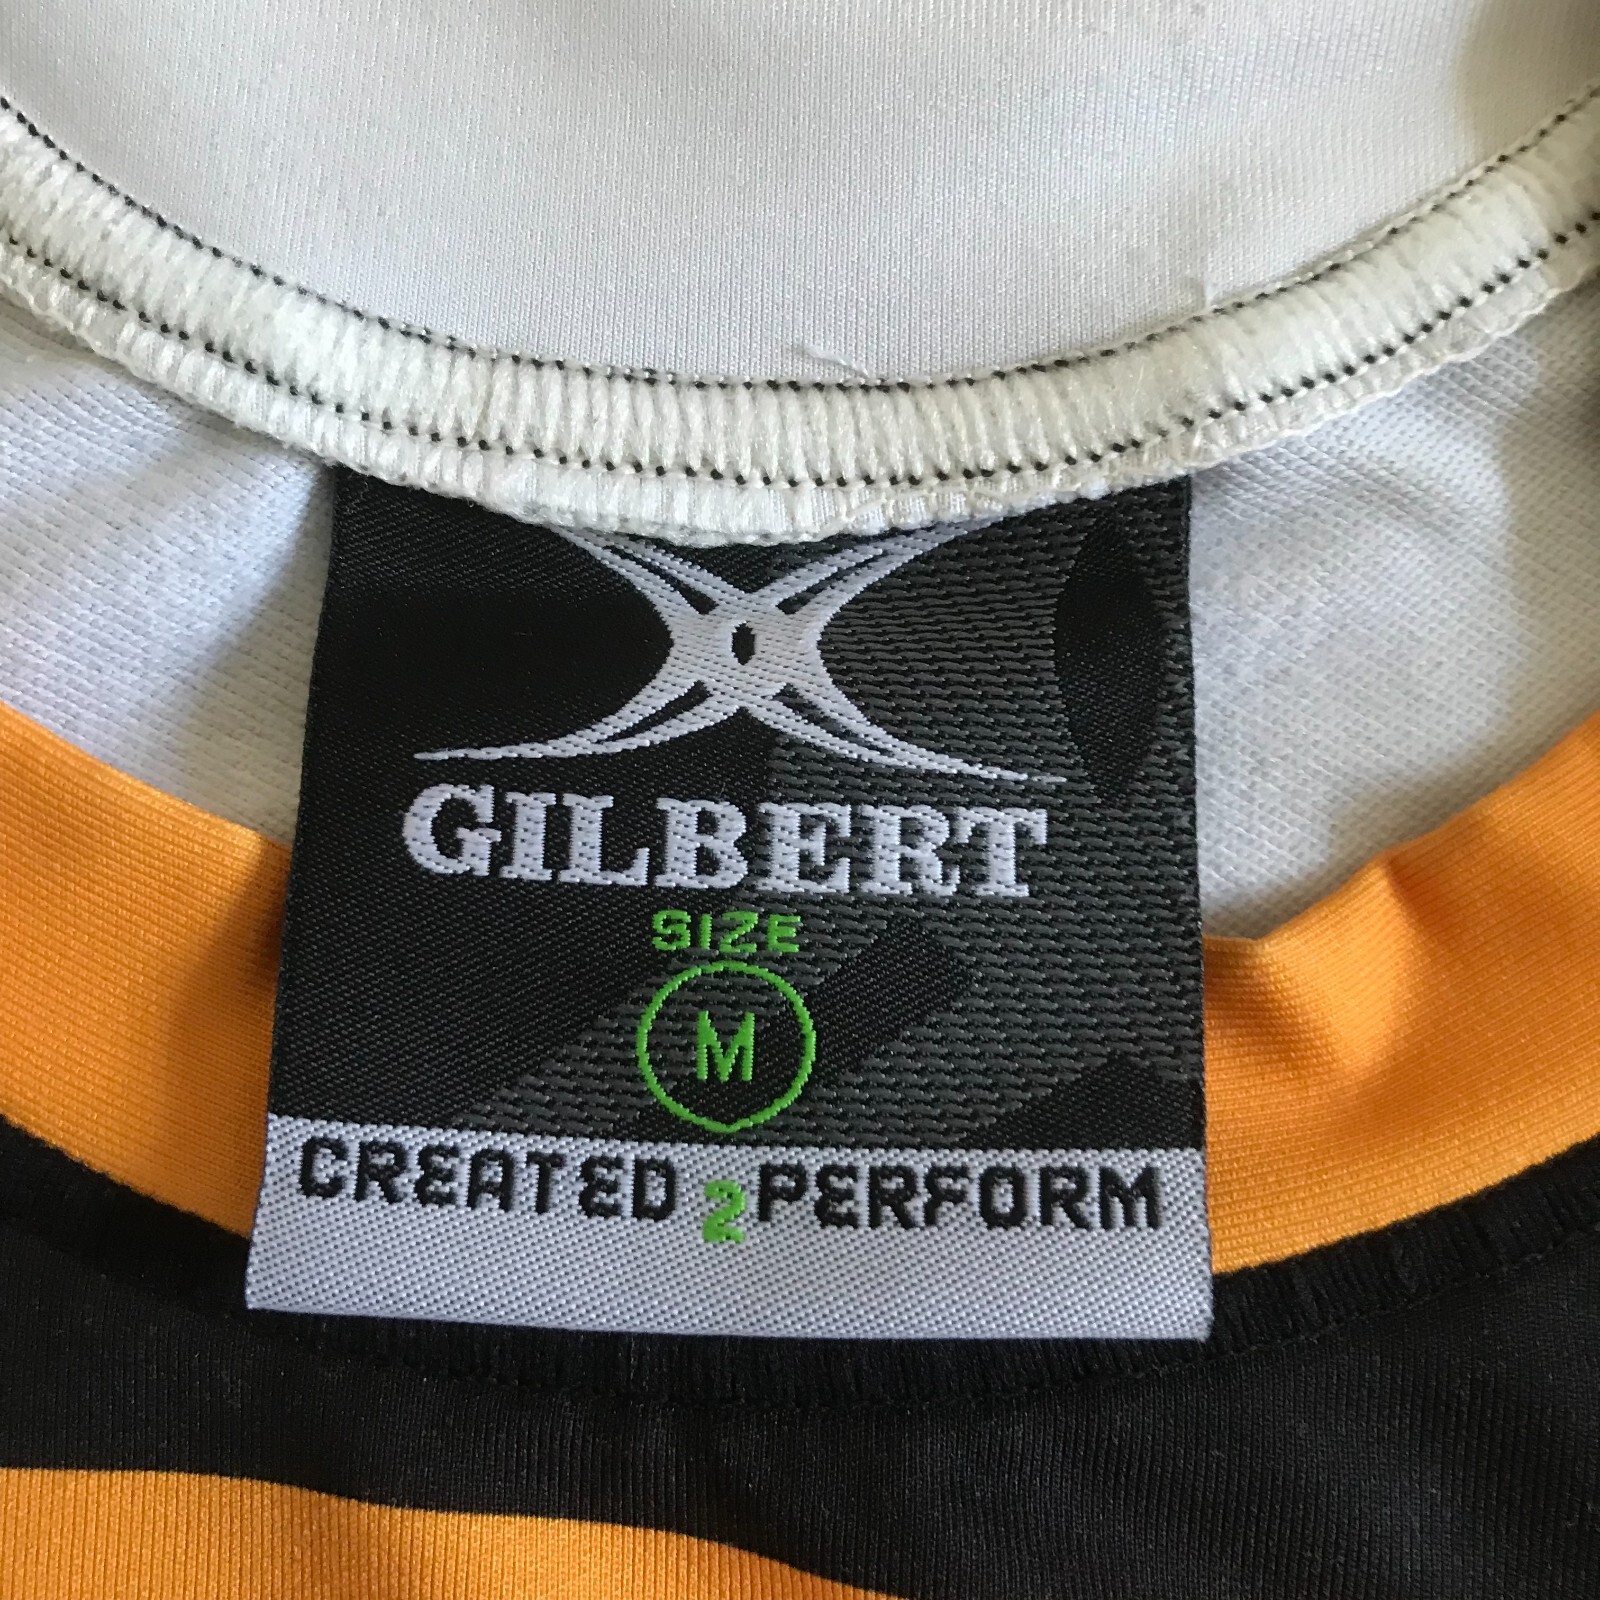 GILBERT
SIZE
M
CREATED 2 PERFORM